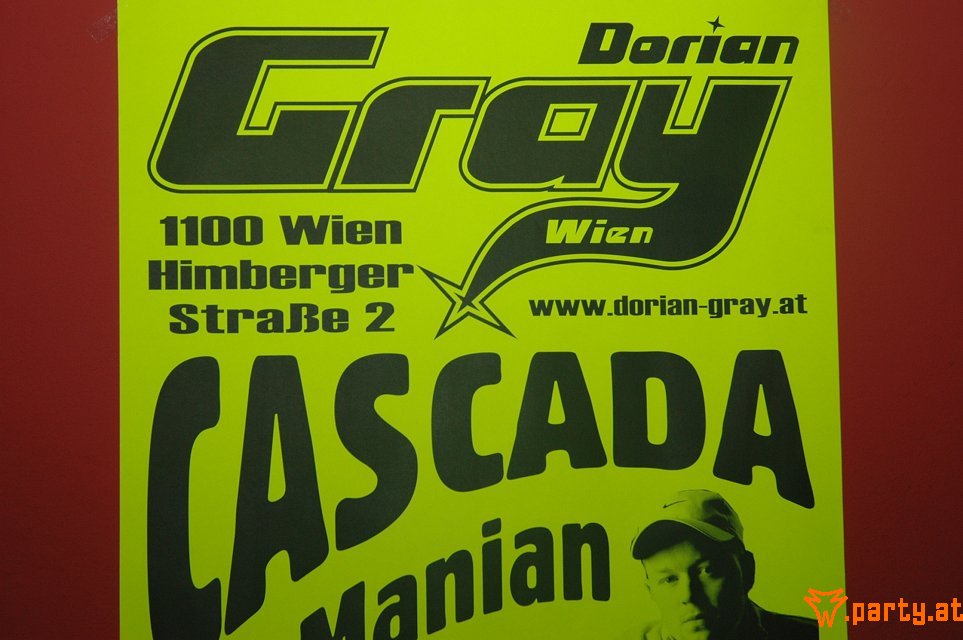 Dorian
Gray
Wien
1100 Wien
Himberger
Straße 2
www.dorian-gray.at
CASCADA
Manian
W.party.at